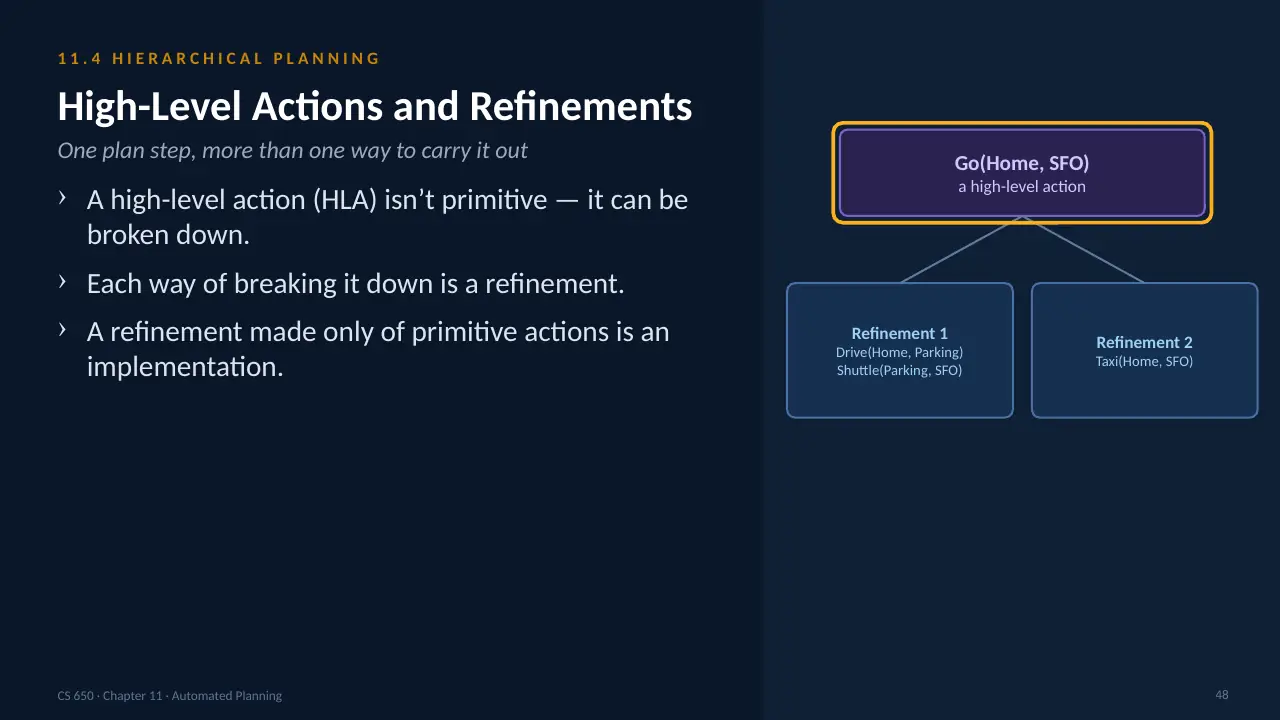 11.4 HIERARCHICAL PLANNING
High-Level Actions and Refinements
One plan step, more than one way to carry it out
› A high-level action (HLA) isn’t primitive — it can be
broken down.
› Each way of breaking it down is a refinement.
› A refinement made only of primitive actions is an
implementation.
Go(Home, SFO)
a high-level action
Refinement 1
Drive(Home, Parking)
Shuttle(Parking, SFO)
Refinement 2
Taxi(Home, SFO)
CS 650 · Chapter 11 · Automated Planning
48